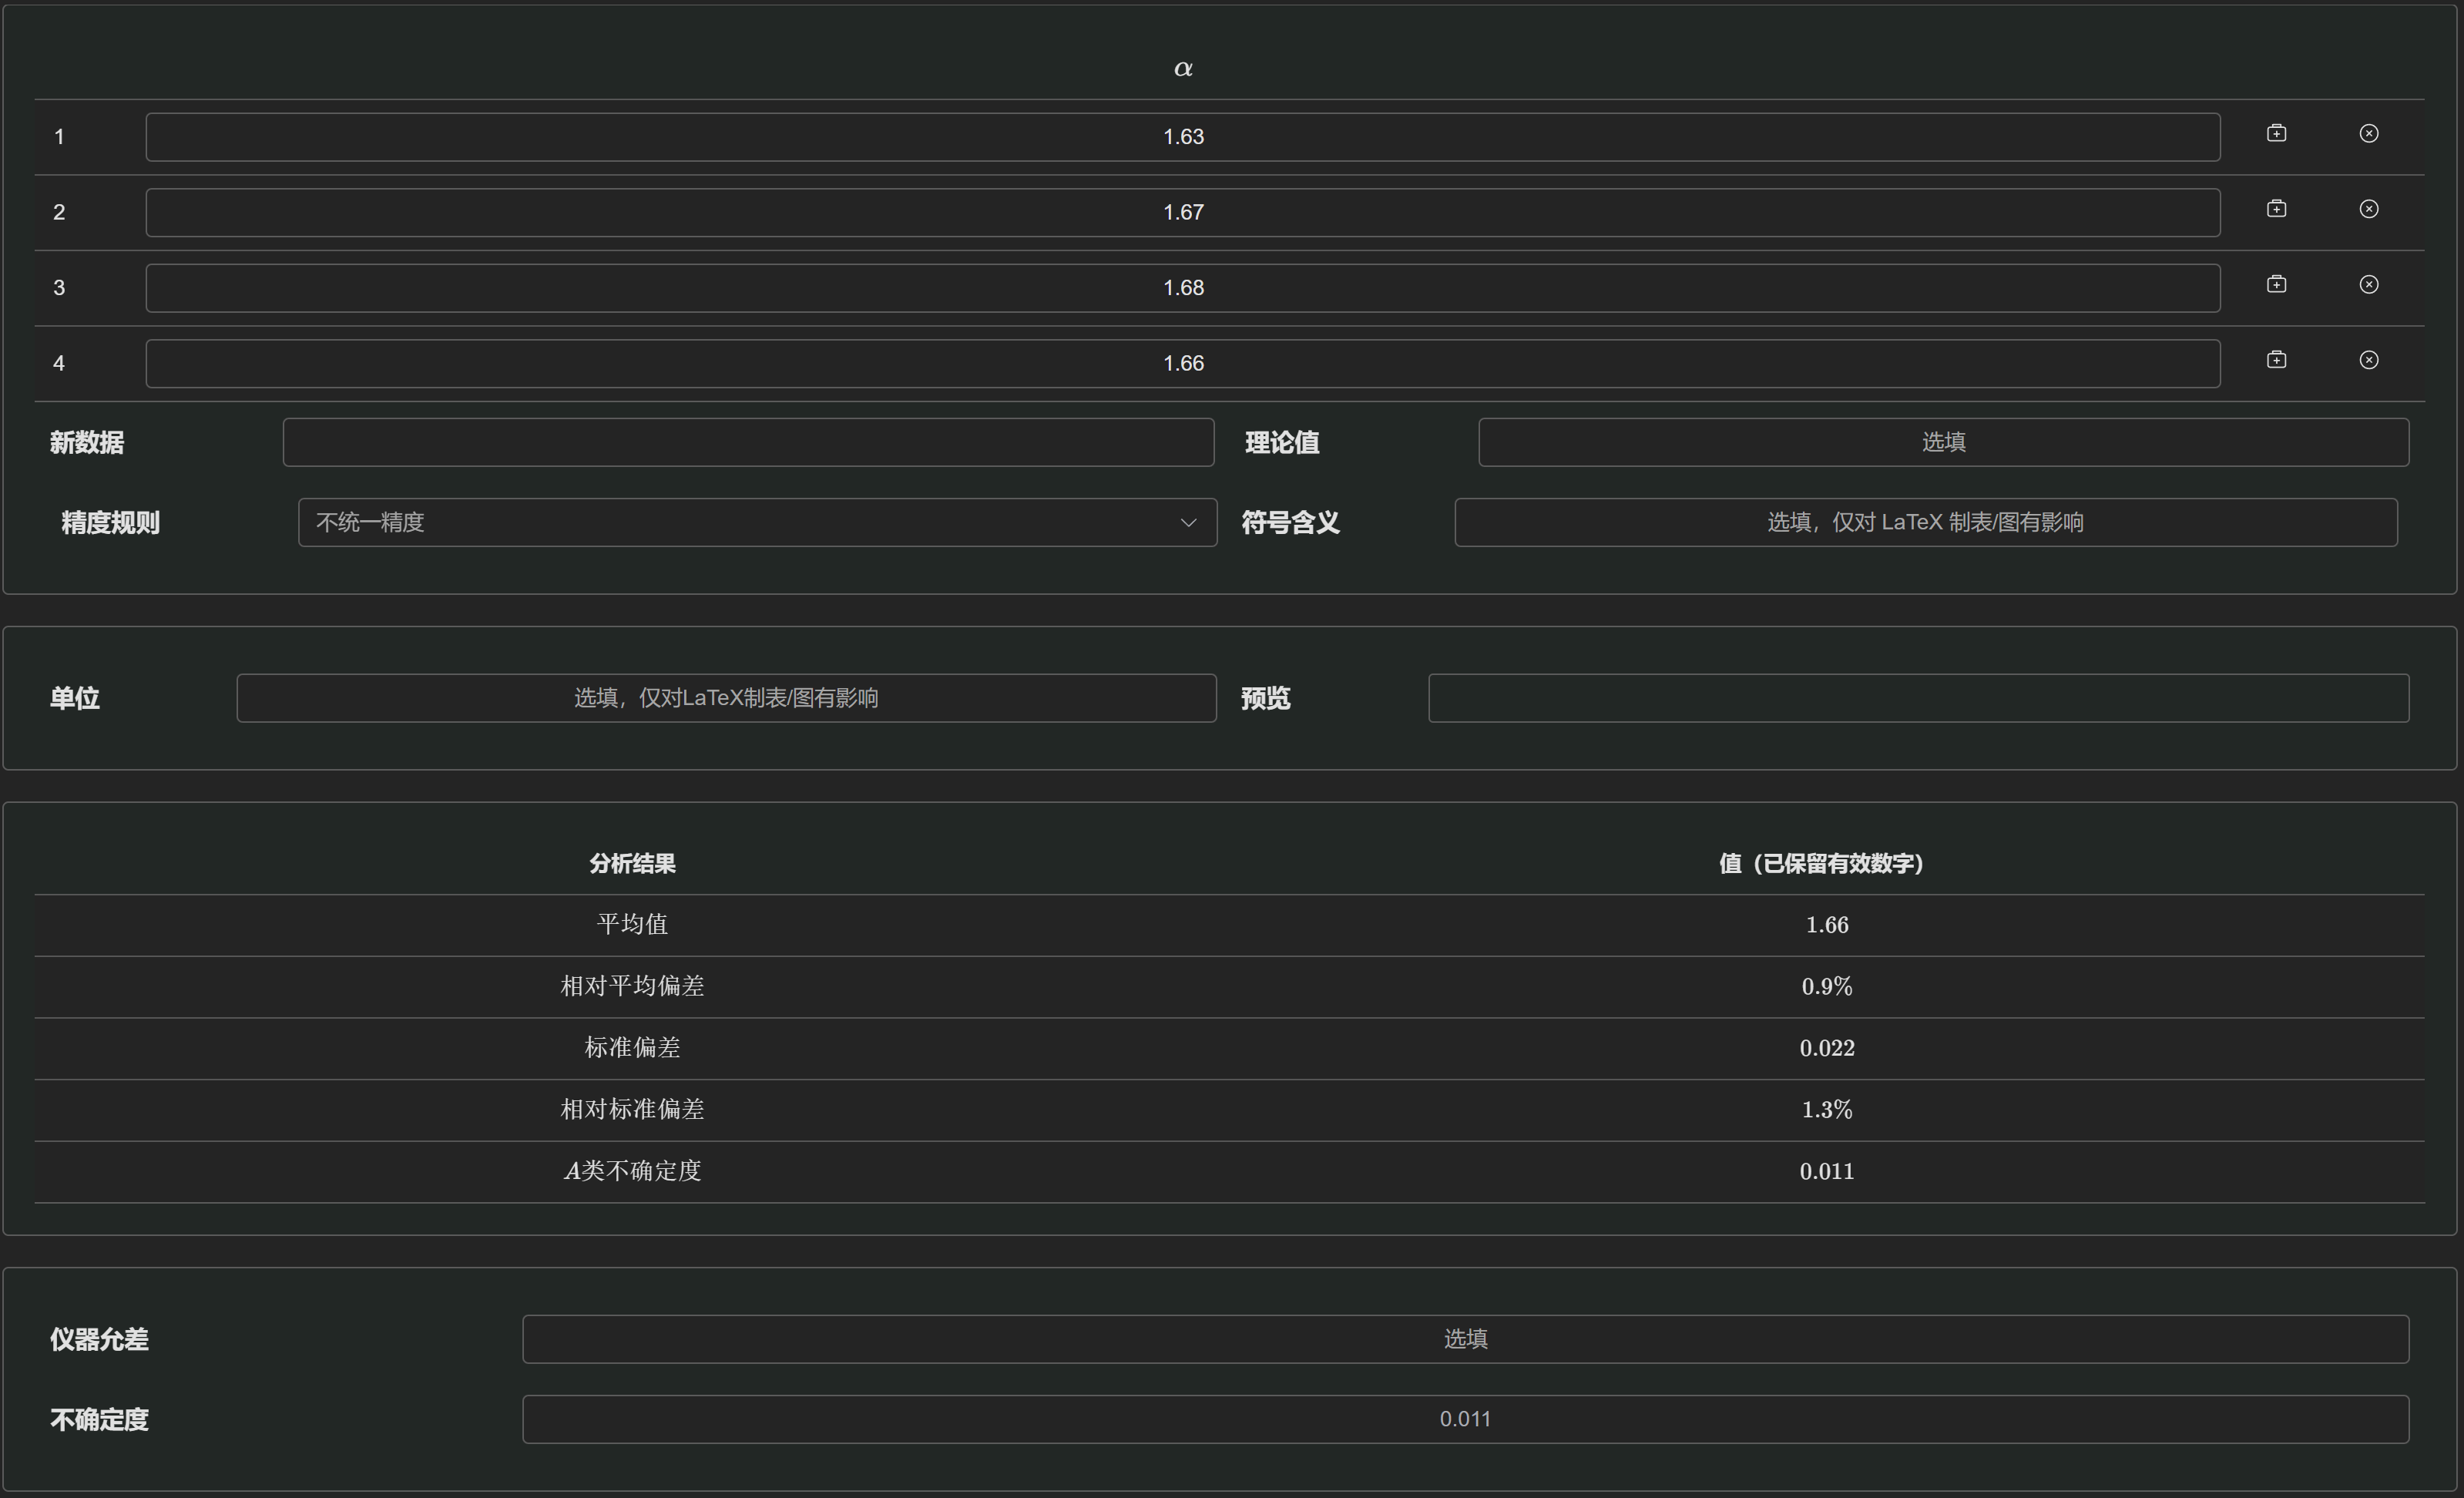 α
1 1.63
2 1.67
3 1.68
4 1.66
新数据 理论值 选填
精度规则 不统一精度 符号含义 选填，仅对 LaTeX 制表/图有影响
单位 选填，仅对LaTeX制表/图有影响 预览
分析结果 值（已保留有效数字）
平均值 1.66
相对平均偏差 0.9%
标准偏差 0.022
相对标准偏差 1.3%
A类不确定度 0.011
仪器允差 选填
不确定度 0.011